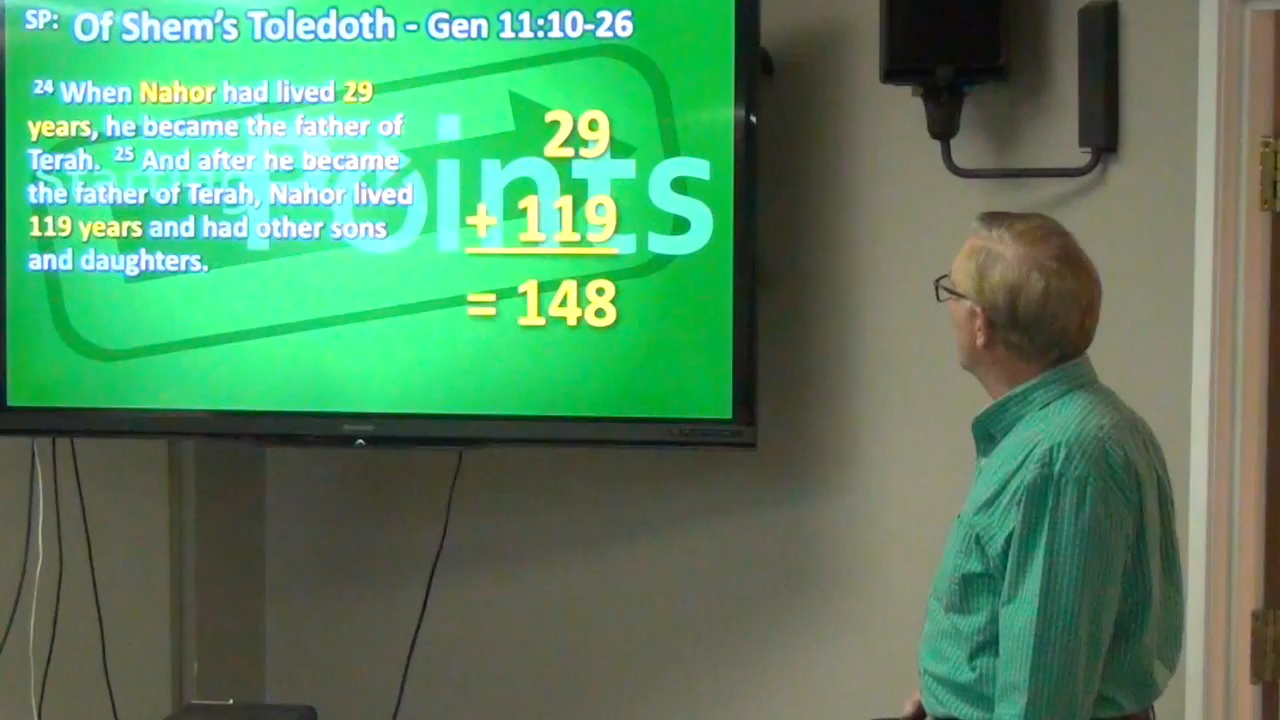 SP: Of Shem's Toledoth - Gen 11:10-26
24 When Nahor had lived 29
years, he became the father of
Terah. 25 And after he became
the father of Terah, Nahor lived
119 years and had other sons
and daughters.
29
+ 119
= 148
Points